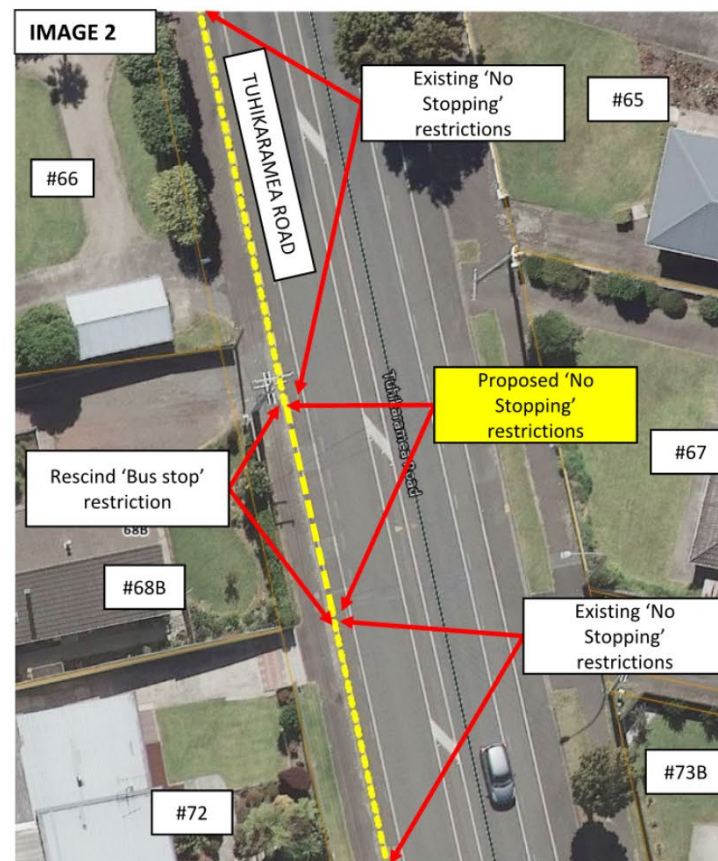 IMAGE 2
TUHIKARAMEA ROAD
Existing ‘No
Stopping’
restrictions
#65
#66
Tuhikaramea Road
Proposed ‘No
Stopping’
restrictions
#67
Rescind ‘Bus stop’
restriction
68B
#68B
Existing ‘No
Stopping’
restrictions
#72
#73B